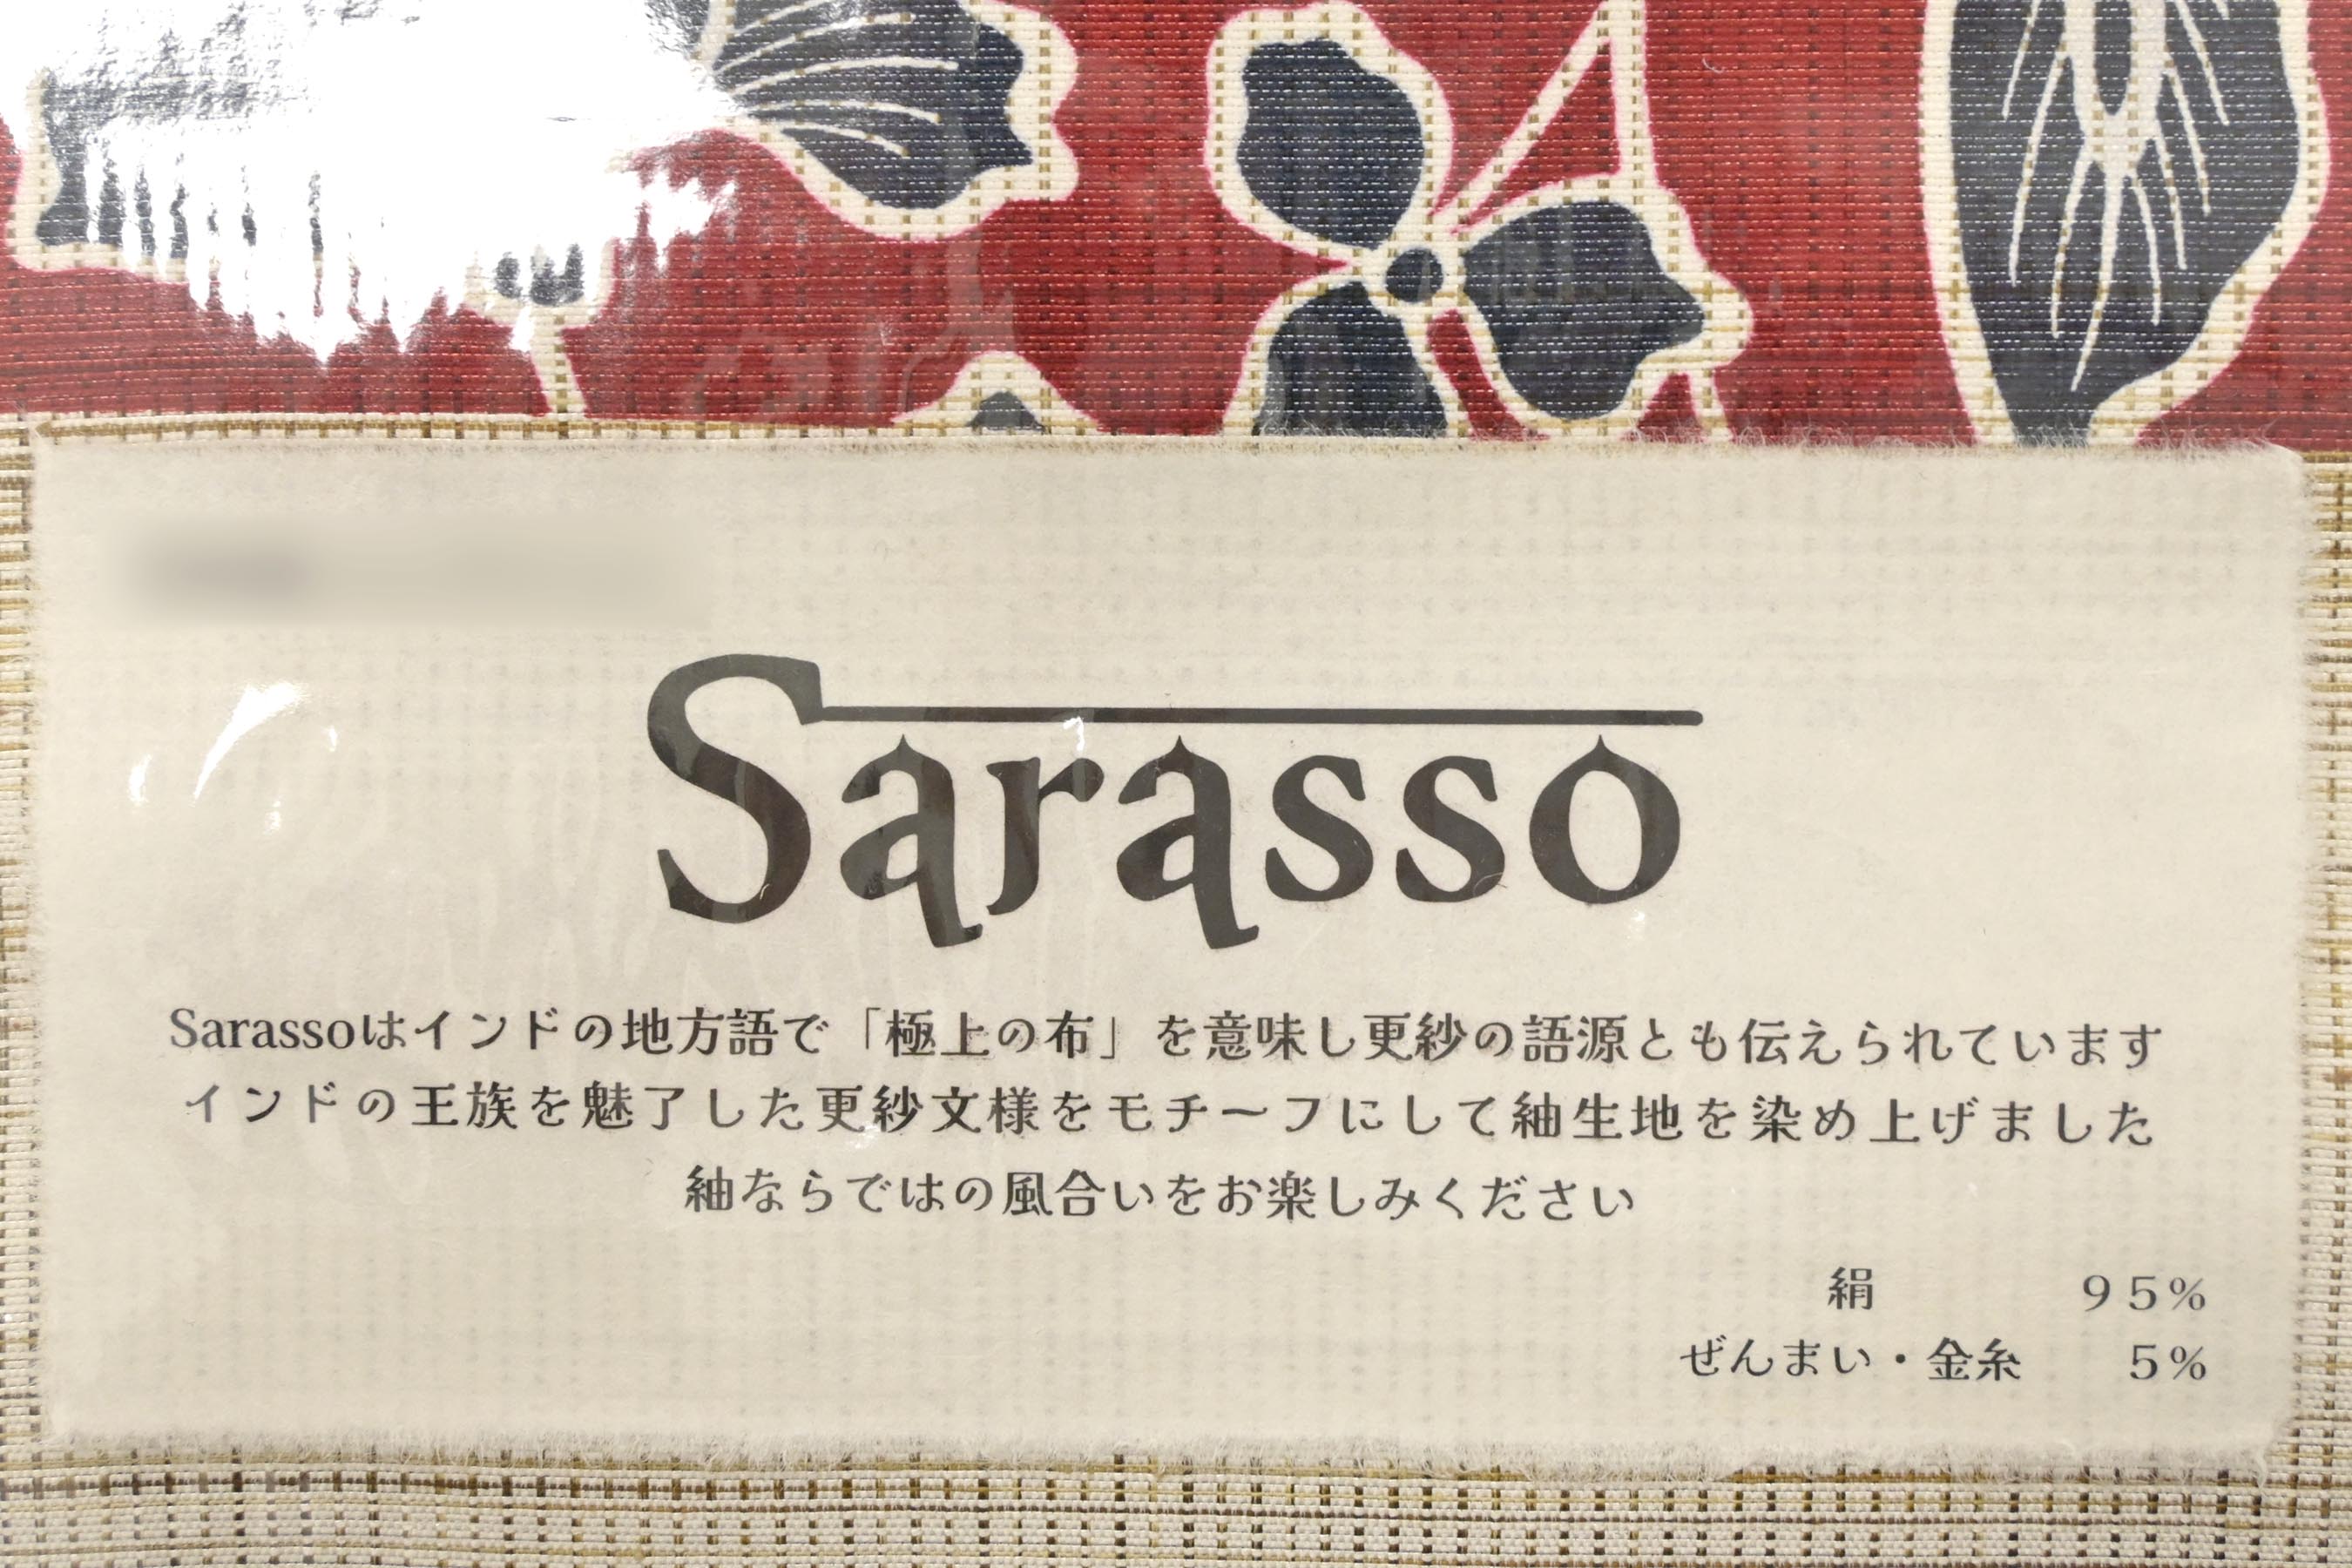 Sarasso
Sarassoはインドの地方語で「極上の布」を意味し更紗の語源とも伝えられています
インドの王族を魅了した更紗文様をモチーフにして紬生地を染め上げました
紬ならではの風合いをお楽しみください
絹 95%
ぜんまい・金糸 5%